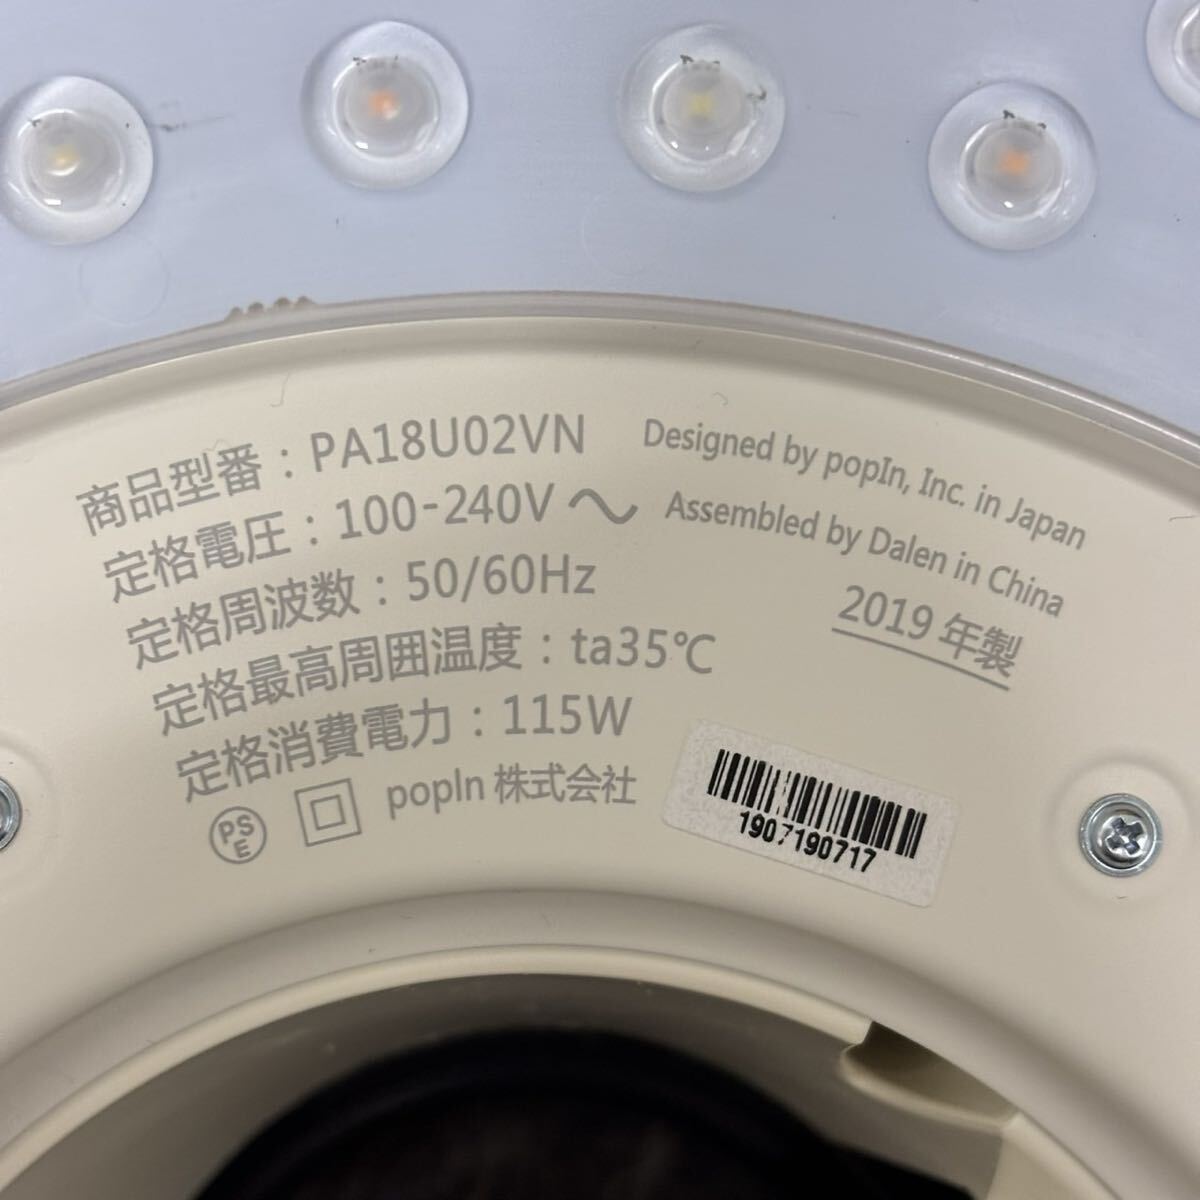 商品型番：PA18U02VN
定格電圧：100-240V～
定格周波数：50/60Hz
定格最高周囲温度：ta35℃
定格消費電力：115W
PSE popIn 株式会社
Designed by popIn, Inc. in Japan
Assembled by Dalen in China
2019 年製
1907190717